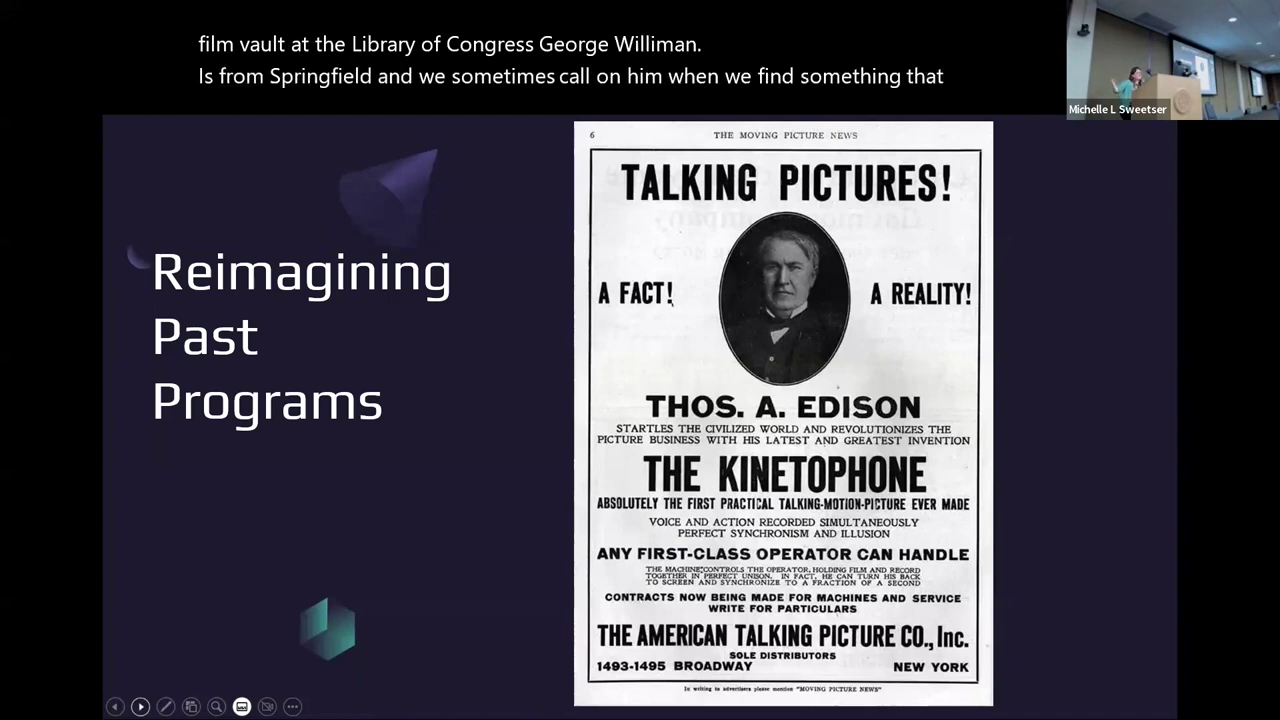 film vault at the Library of Congress George Williman.
Is from Springfield and we sometimes call on him when we find something that
Michelle L Sweetser
Reimagining
Past
Programs
6
THE MOVING PICTURE NEWS
TALKING PICTURES!
A FACT!
A REALITY!
THOS. A. EDISON
STARTLES THE CIVILIZED WORLD AND REVOLUTIONIZES THE
PICTURE BUSINESS WITH HIS LATEST AND GREATEST INVENTION
THE KINETOPHONE
ABSOLUTELY THE FIRST PRACTICAL TALKING-MOTION-PICTURE EVER MADE
VOICE AND ACTION RECORDED SIMULTANEOUSLY
PERFECT SYNCHRONISM AND ILLUSION
ANY FIRST-CLASS OPERATOR CAN HANDLE
THE MACHINE CONTROLS THE OPERATOR, HOLDING FILM AND RECORD
TOGETHER IN PERFECT UNISON. IN FACT, HE CAN TURN HIS BACK
TO SCREEN AND SYNCHRONIZE TO A FRACTION OF A SECOND
CONTRACTS NOW BEING MADE FOR MACHINES AND SERVICE
WRITE FOR PARTICULARS
THE AMERICAN TALKING PICTURE CO., Inc.
SOLE DISTRIBUTORS
1493-1495 BROADWAY
NEW YORK
In writing to advertisers please mention "MOVING PICTURE NEWS"